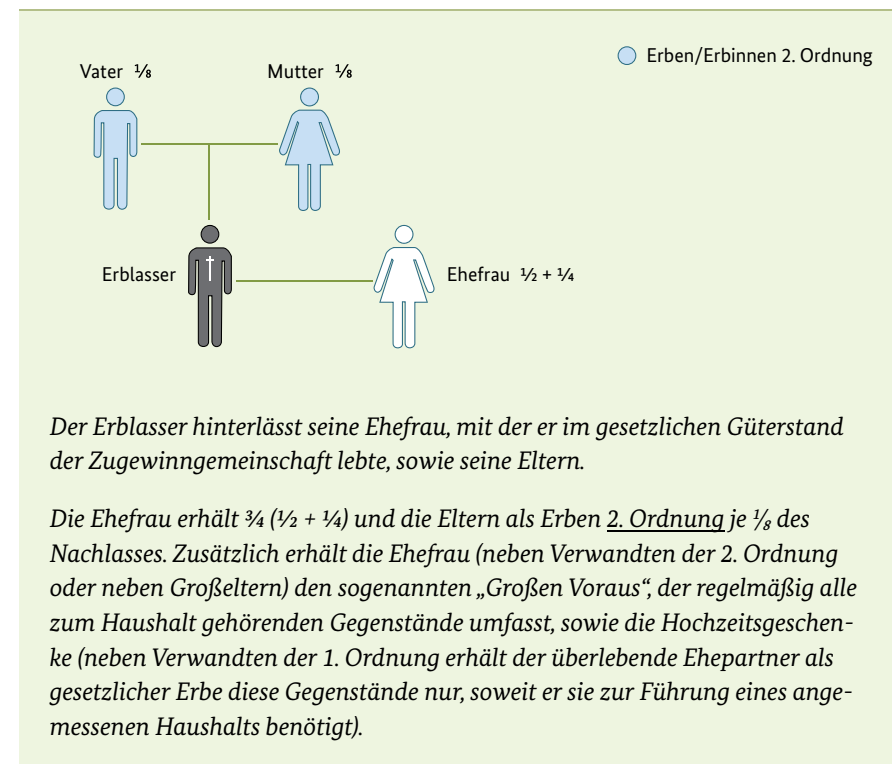 Erben/Erbinnen 2. Ordnung
Vater ⅛
Mutter ⅛
Erblasser
Ehefrau ½ + ¼
Der Erblasser hinterlässt seine Ehefrau, mit der er im gesetzlichen Güterstand
der Zugewinngemeinschaft lebte, sowie seine Eltern.
Die Ehefrau erhält ¾ (½ + ¼) und die Eltern als Erben 2. Ordnung je ⅛ des
Nachlasses. Zusätzlich erhält die Ehefrau (neben Verwandten der 2. Ordnung
oder neben Großeltern) den sogenannten „Großen Voraus“, der regelmäßig alle
zum Haushalt gehörenden Gegenstände umfasst, sowie die Hochzeitsgeschen-
ke (neben Verwandten der 1. Ordnung erhält der überlebende Ehepartner als
gesetzlicher Erbe diese Gegenstände nur, soweit er sie zur Führung eines ange-
messenen Haushalts benötigt).